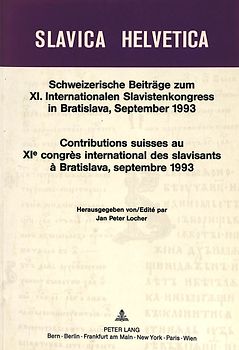 SLAVICA HELVETICA
Schweizerische Beiträge zum
XI. Internationalen Slavistenkongress
in Bratislava, September 1993
Contributions suisses au
XIe congrès international des slavisants
à Bratislava, septembre 1993
Herausgegeben von/Edité par
Jan Peter Locher
PETER LANG
Bern · Berlin · Frankfurt am Main · New York · Paris · Wien